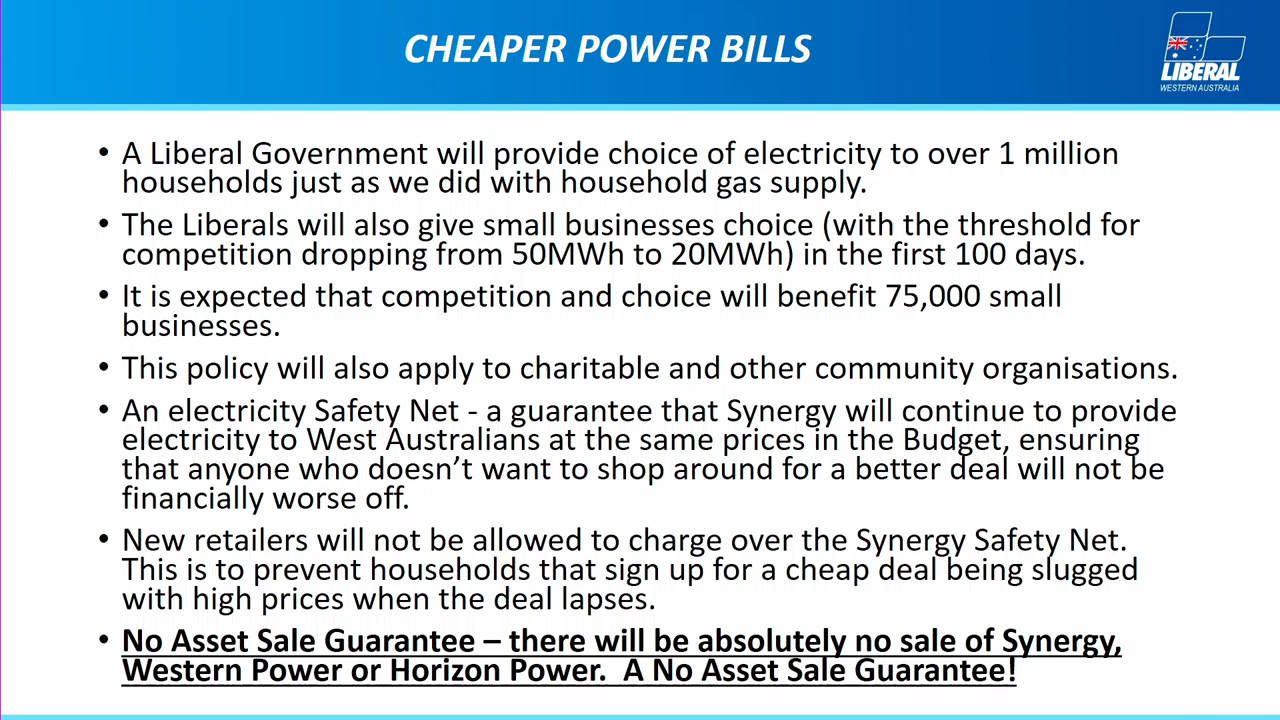 CHEAPER POWER BILLS
LIBERAL
WESTERN AUSTRALIA
• A Liberal Government will provide choice of electricity to over 1 million
households just as we did with household gas supply.
• The Liberals will also give small businesses choice (with the threshold for
competition dropping from 50MWh to 20MWh) in the first 100 days.
• It is expected that competition and choice will benefit 75,000 small
businesses.
• This policy will also apply to charitable and other community organisations.
• An electricity Safety Net - a guarantee that Synergy will continue to provide
electricity to West Australians at the same prices in the Budget, ensuring
that anyone who doesn’t want to shop around for a better deal will not be
financially worse off.
• New retailers will not be allowed to charge over the Synergy Safety Net.
This is to prevent households that sign up for a cheap deal being slugged
with high prices when the deal lapses.
• No Asset Sale Guarantee – there will be absolutely no sale of Synergy,
Western Power or Horizon Power.  A No Asset Sale Guarantee!